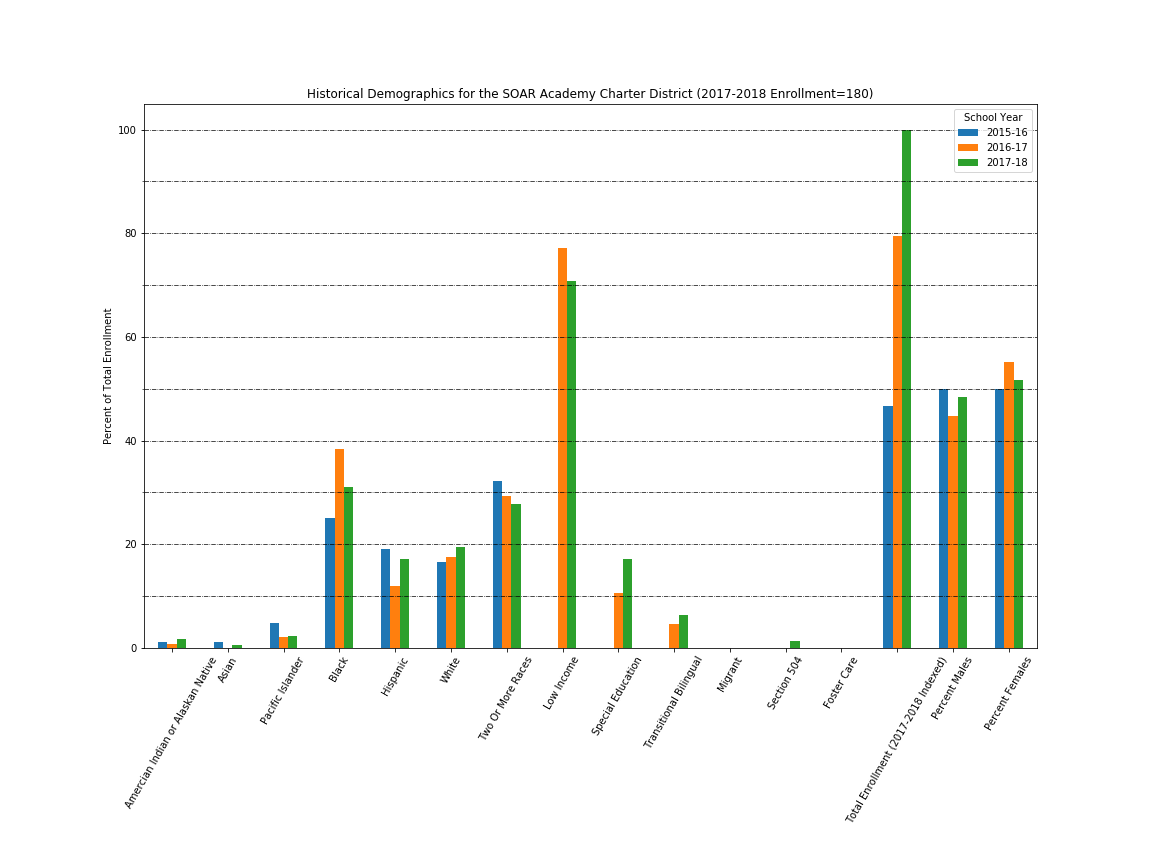 Historical Demographics for the SOAR Academy Charter District (2017-2018 Enrollment=180)
School Year
2015-16
2016-17
2017-18
Percent of Total Enrollment
100
80
60
40
20
0
Amercian Indian or Alaskan Native
Asian
Pacific Islander
Black
Hispanic
White
Two Or More Races
Low Income
Special Education
Transitional Bilingual
Migrant
Section 504
Foster Care
Total Enrollment (2017-2018 Indexed)
Percent Males
Percent Females